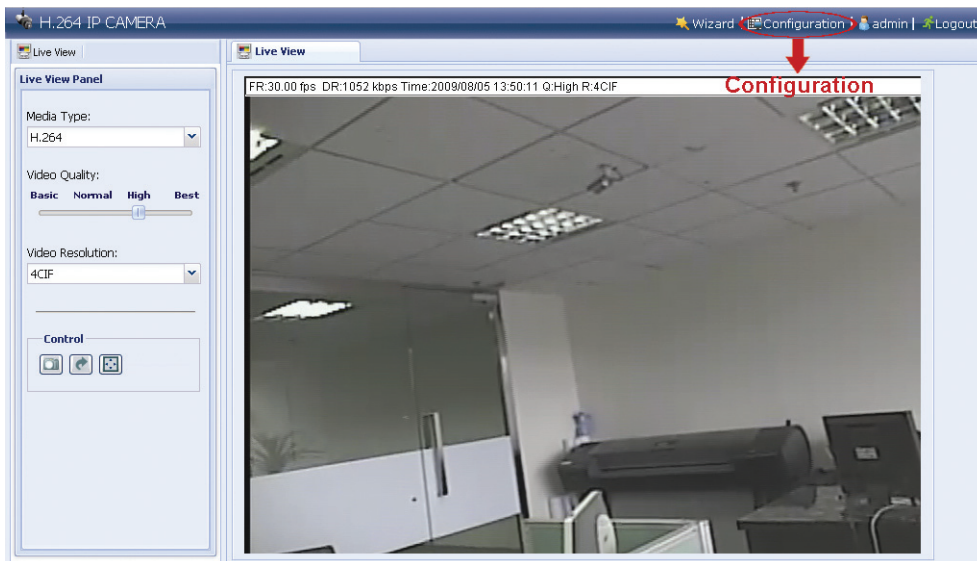 H.264 IP CAMERA
Wizard | Configuration | admin | Logout
Live View
Live View
Live View Panel
FR:30.00 fps DR:1052 kbps Time:2009/08/05 13:50:11 Q:High R:4CIF
Configuration
Media Type:
H.264
Video Quality:
Basic Normal High Best
Video Resolution:
4CIF
Control